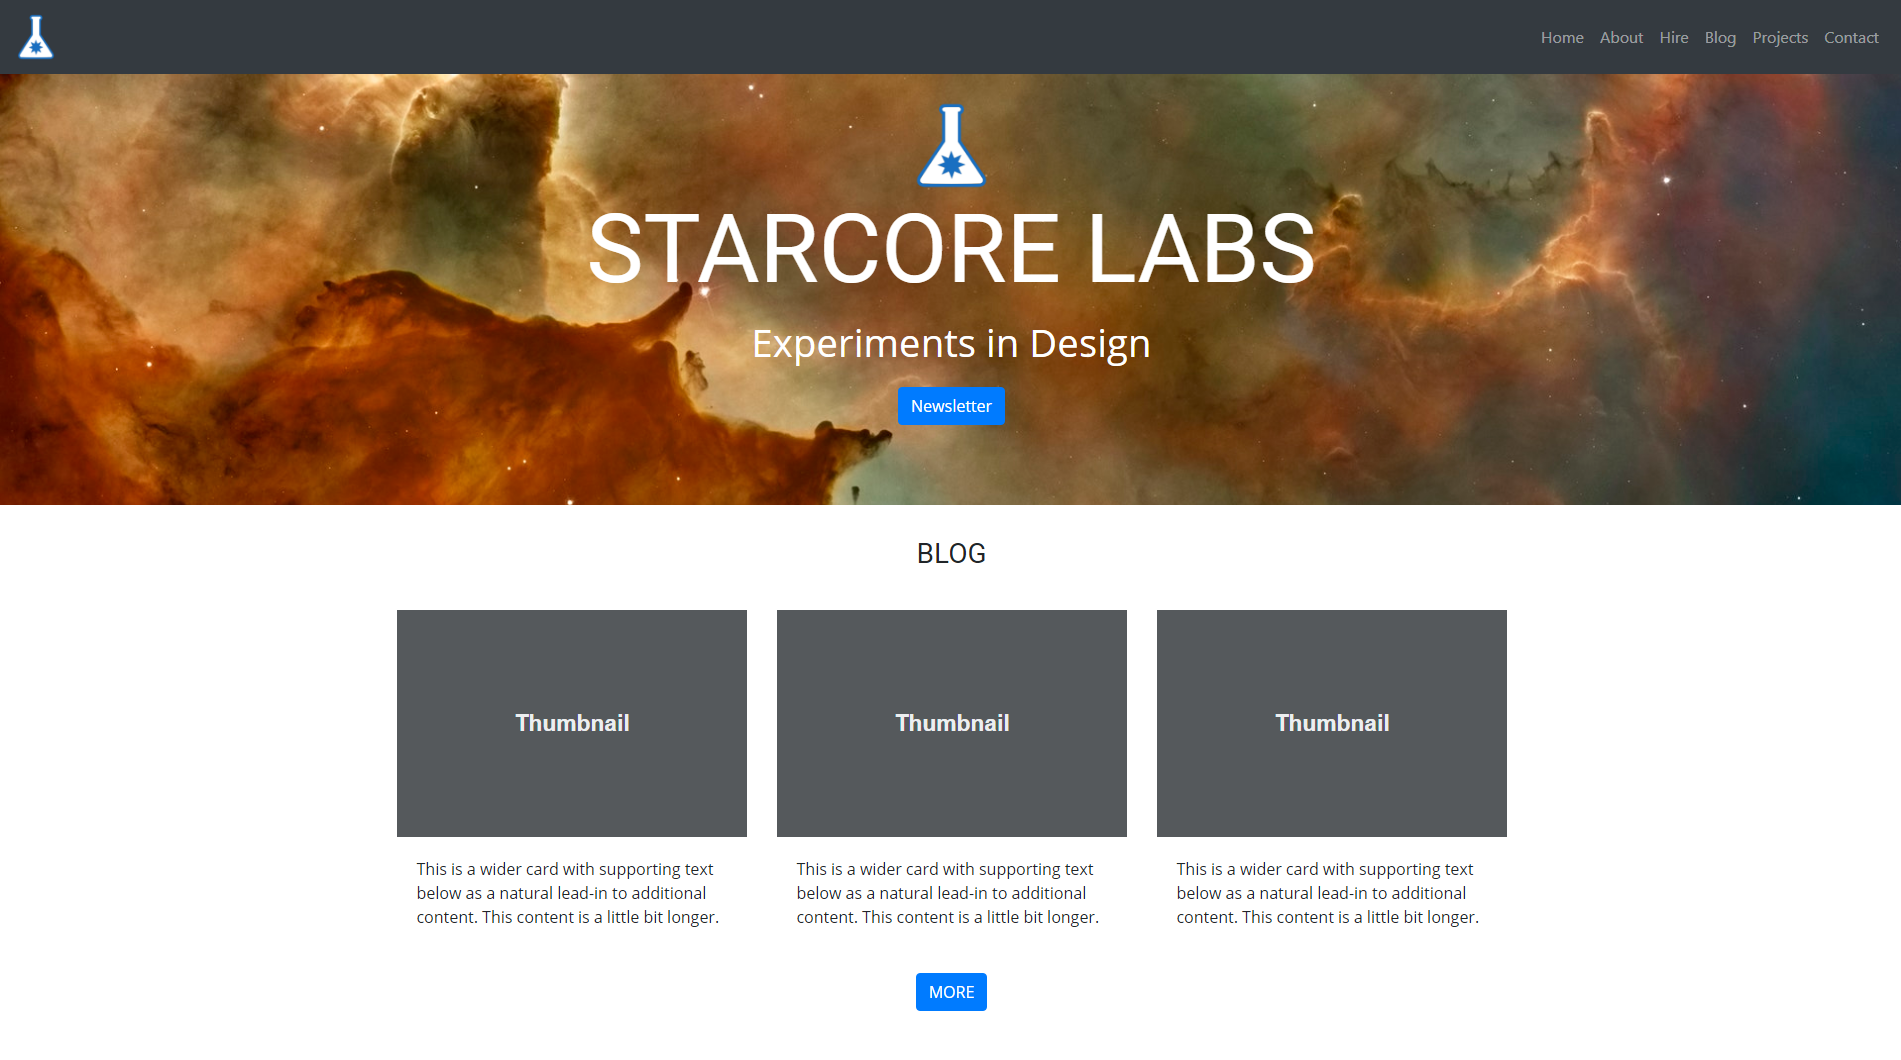 Home About Hire Blog Projects Contact
STARCORE LABS
Experiments in Design
Newsletter
BLOG
Thumbnail
This is a wider card with supporting text
below as a natural lead-in to additional
content. This content is a little bit longer.
Thumbnail
This is a wider card with supporting text
below as a natural lead-in to additional
content. This content is a little bit longer.
Thumbnail
This is a wider card with supporting text
below as a natural lead-in to additional
content. This content is a little bit longer.
MORE